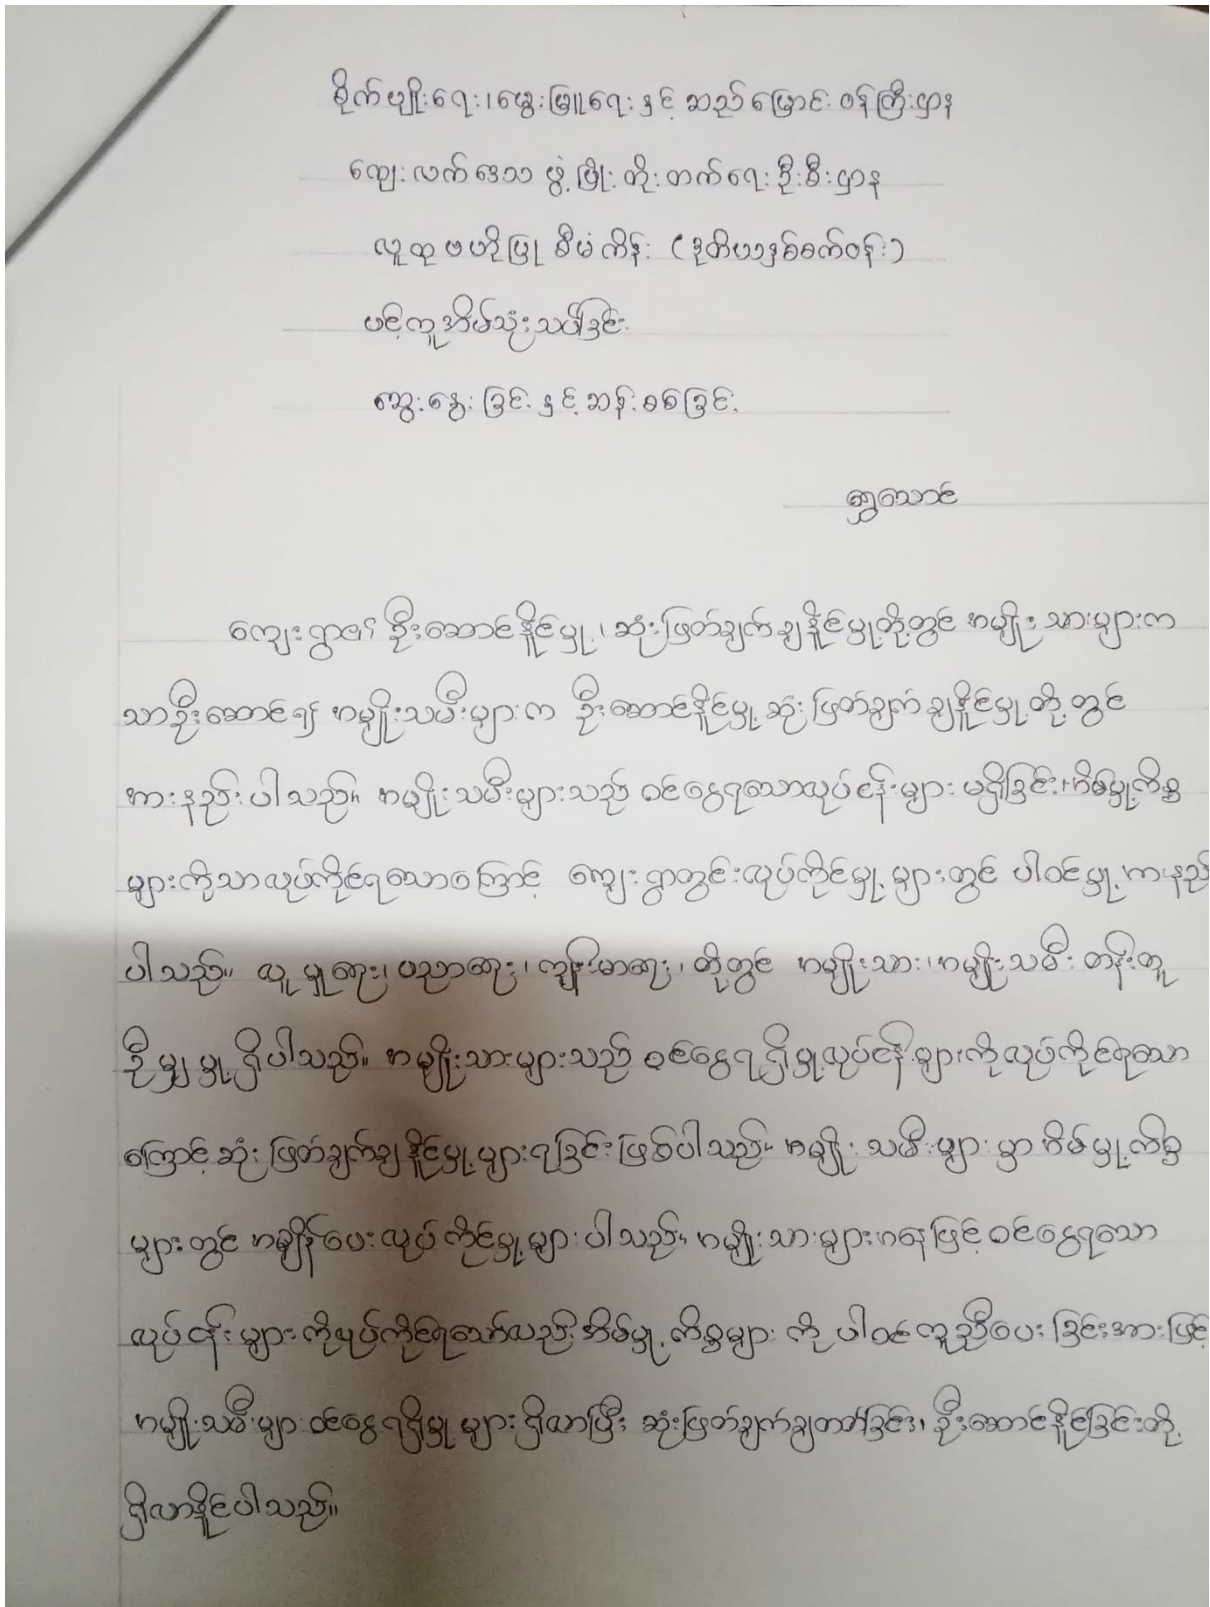 စိုက်ပျိုးရေး၊ မွေးမြူရေး နှင့် ဆည်မြောင်း ဝန်ကြီးဌာန
ကျေးလက်ဒေသ ဖွံ့ဖြိုးတိုးတက်ရေး ဦးစီးဌာန
လူထုဗဟိုပြု စီမံကိန်း (ဒုတိယနှစ်စက်ဝန်း)
ပင့်ကူအိမ်သုံးသပ်ခြင်း
ဆွေးနွေးခြင်း နှင့် ဆန်းစစ်ခြင်း
ရွှေသောင်
ကျေးရွာ၏ ဦးဆောင်နိုင်မှု၊ ဆုံးဖြတ်ချက်ချနိုင်မှုတို့တွင် အမျိုးသားများက
သာဦးဆောင်၍ အမျိုးသမီးများက ဦးဆောင်နိုင်မှု ဆုံးဖြတ်ချက် ချနိုင်မှု တို့တွင်
အားနည်းပါသည်။ အမျိုးသမီးများသည် ဝင်ငွေရသောလုပ်ငန်းများ မရှိခြင်း၊ အိမ်မှုကိစ္စ
များကိုသာလုပ်ကိုင်ရသောကြောင့် ကျေးရွာတွင်းလုပ်ကိုင်မှုများတွင် ပါဝင်မှု အားနည်း
ပါသည်။ လူမှုရေး၊ ပညာရေး၊ ကျန်းမာရေး၊ တို့တွင် အမျိုးသား၊ အမျိုးသမီး တန်းတူ
ညီမျှမှု ရှိပါသည်။ အမျိုးသားများသည် ဝင်ငွေရရှိမှုလုပ်ငန်းများကိုလုပ်ကိုင်ရသော
ကြောင့် ဆုံးဖြတ်ချက်ချနိုင်မှုများရခြင်းဖြစ်ပါသည်။ အမျိုးသမီးများမှာ အိမ်မှုကိစ္စ
များတွင် အချိန်ပေးလုပ်ကိုင်မှုများပါသည်။ အမျိုးသားများအနေဖြင့် ဝင်ငွေရသော
လုပ်ငန်းများကိုလုပ်ကိုင်ရသော်လည်း အိမ်မှုကိစ္စများ ကို ပါဝင်ကူညီပေးခြင်းအားဖြင့်
အမျိုးသမီးများ ဝင်ငွေရရှိမှုများ ရှိလာပြီး ဆုံးဖြတ်ချက်ချတတ်ခြင်း၊ ဦးဆောင်နိုင်ခြင်းတို့
ရှိလာနိုင်ပါသည်။